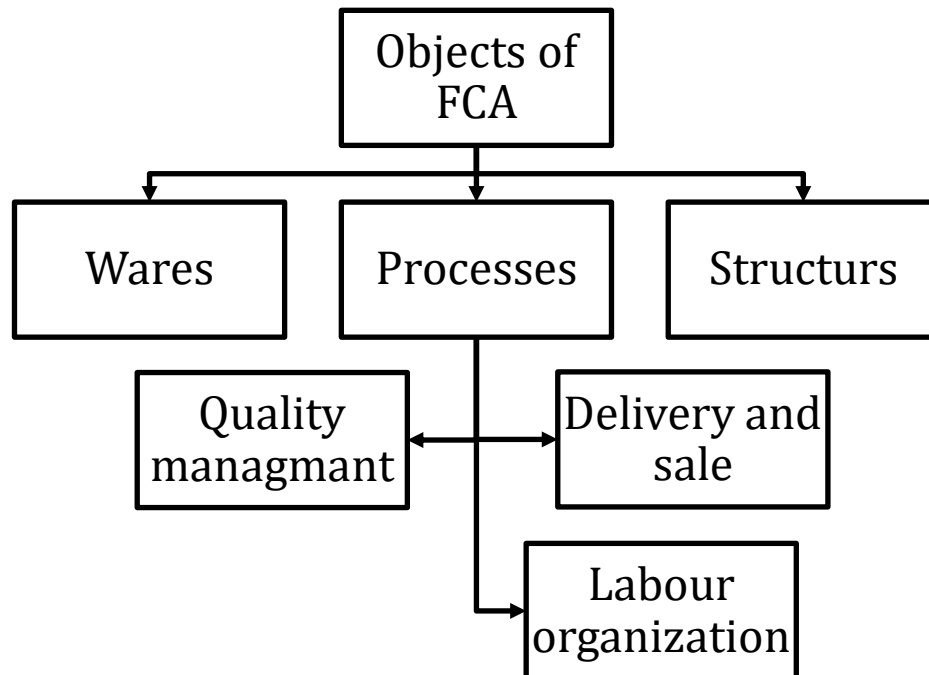 Objects of
FCA
Wares
Processes
Structurs
Quality
managmant
Delivery and
sale
Labour
organization